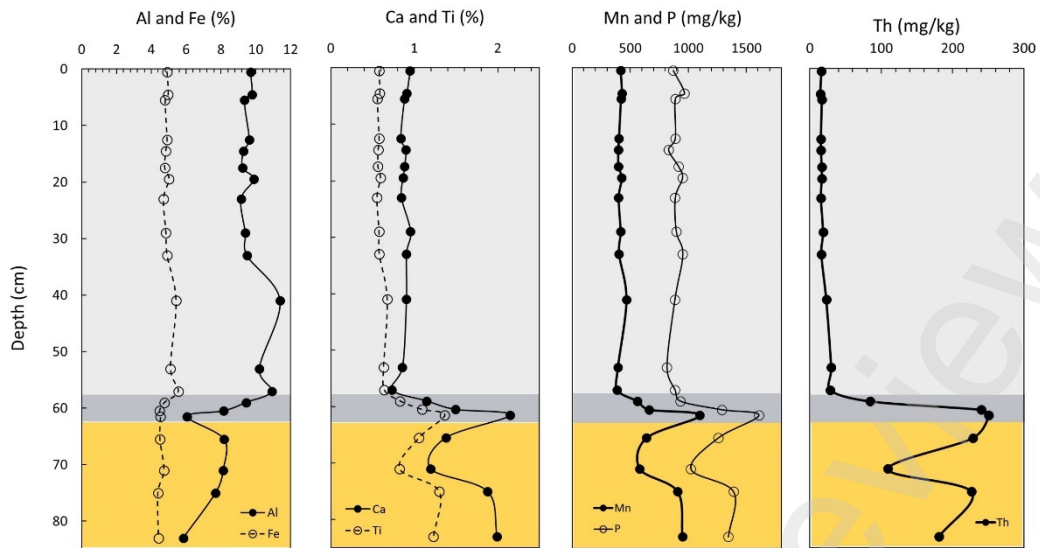 Al and Fe (%)
Ca and Ti (%)
Mn and P (mg/kg)
Th (mg/kg)
0 2 4 6 8 10 12
0 1 2
0 500 1000 1500
0 100 200 300
Depth (cm)
0
10
20
30
40
50
60
70
80
Al
Fe
Ca
Ti
Mn
P
Th
eview